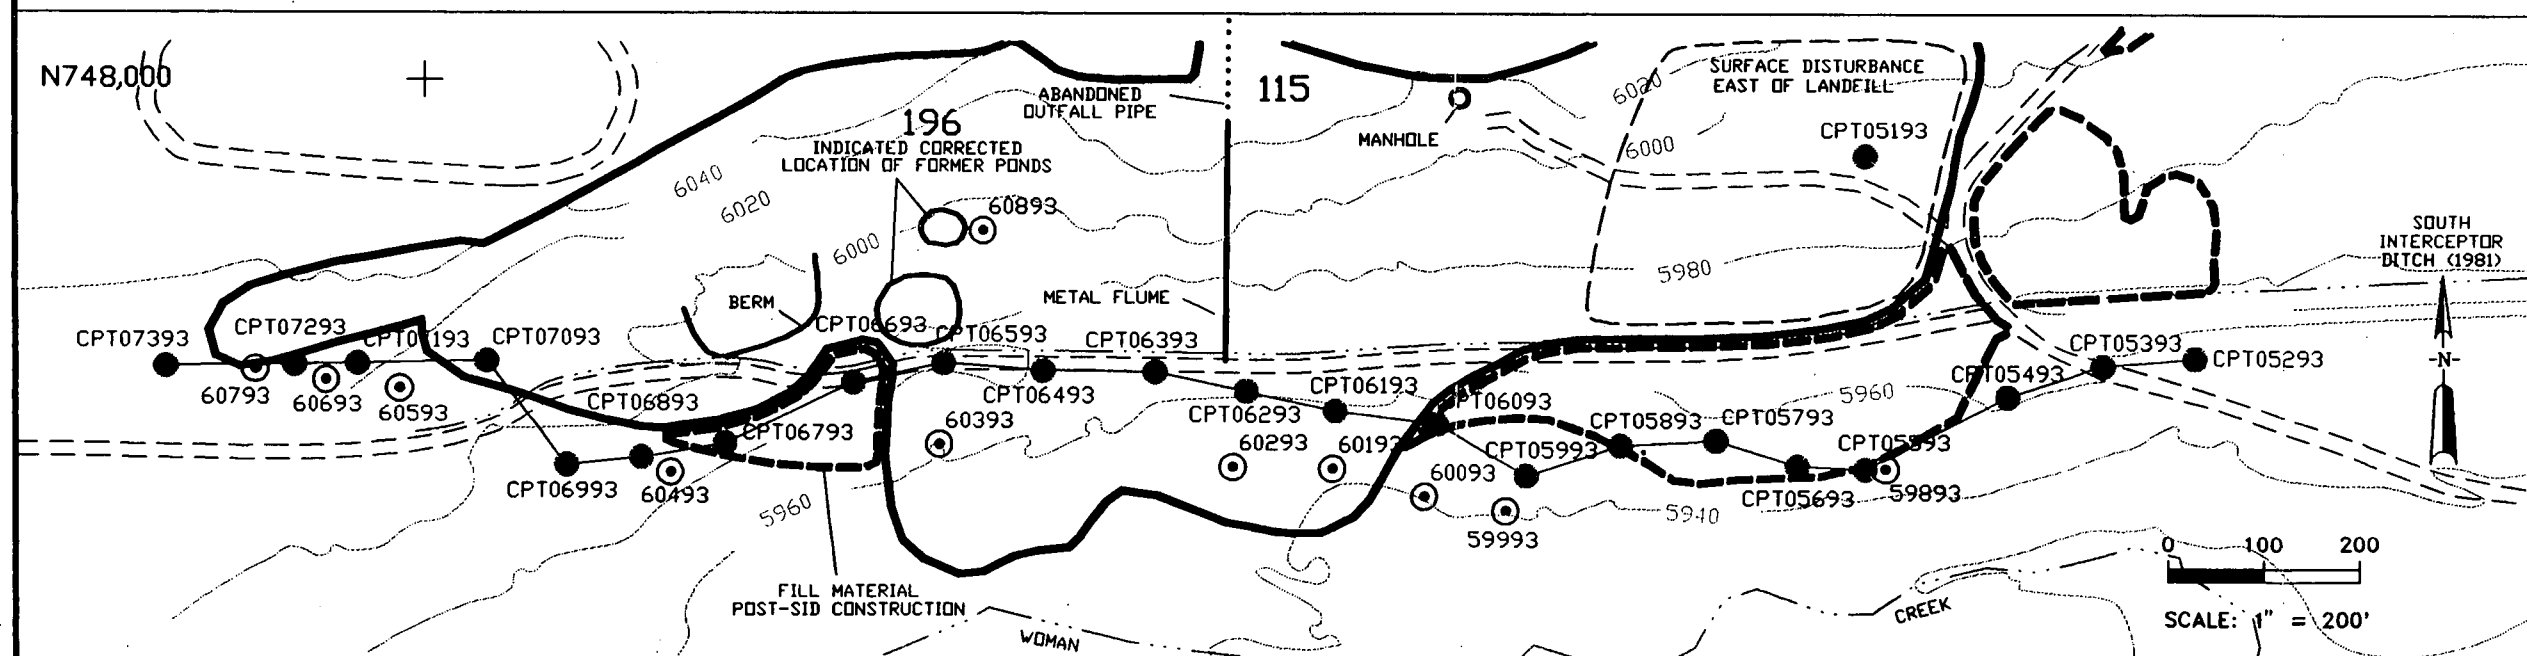 N748,000
ABANDONED
OUTFALL PIPE
115
SURFACE DISTURBANCE
EAST OF LANDFILL
6020
196
INDICATED CORRECTED
LOCATION OF FORMER PONDS
MANHOLE
6000
CPT05193
6040
6020
60893
6000
SOUTH
INTERCEPTOR
DITCH (1981)
5980
BERM
METAL FLUME
CPT07393
CPT07293
CPT07193
CPT07093
CPT06693
CPT06593
CPT06393
CPT05393
CPT05293
-N-
60793
60693
60593
CPT06893
CPT06493
CPT06193
CPT05493
5960
CPT06293
CPT06093
CPT06793
60393
60293
60193
CPT05893
CPT05793
CPT05593
CPT06993
60493
5960
60093
CPT05993
CPT05693
59893
5940
59993
0 100 200
FILL MATERIAL
POST-SID CONSTRUCTION
WOMAN
CREEK
SCALE: 1" = 200'